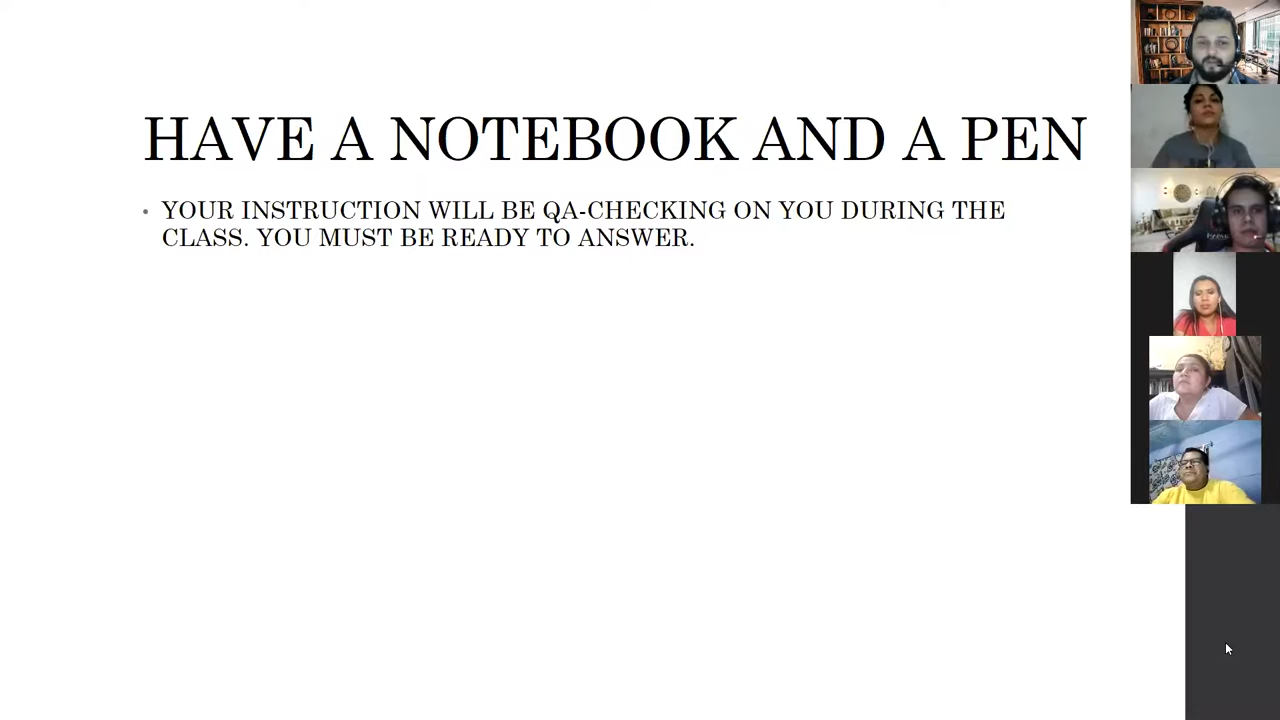 HAVE A NOTEBOOK AND A PEN
YOUR INSTRUCTION WILL BE QA-CHECKING ON YOU DURING THE
CLASS. YOU MUST BE READY TO ANSWER.